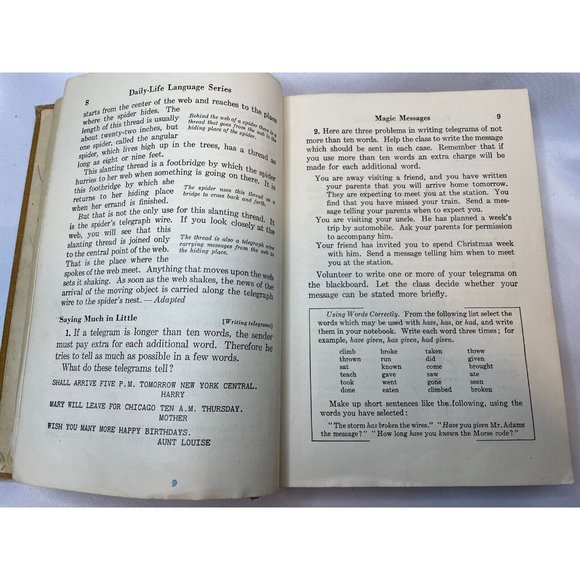 8
Daily-Life Language Series
starts from the center of the web and reaches to the place
where the spider hides. The
length of this thread is usually
about twenty-two inches, but
one spider, called the angular
spider, which lives high up in the trees, has a thread as
long as eight or nine feet.
Behind the web of a spider there is a
thread that goes from the web to the
hiding place of the spider.
This slanting thread is a footbridge by which the spider
hurries to her web when something is going on there. It is
this footbridge by which she
returns to her hiding place
when her errand is finished.
The spider uses this thread as a
bridge to cross back and forth.
But that is not the only use for this slanting thread. It
is the spider's telegraph wire. If you look closely at the
web, you will see that this
slanting thread is joined only
to the central point of the web.
That is the place where the
spokes of the web meet. Anything that moves upon the web
sets it shaking. As soon as the web shakes, the news of the
arrival of the moving object is carried along the telegraph
wire to the spider's nest. — Adapted
The thread is also a telegraph wire
carrying messages from the web to
the hiding place.
Saying Much in Little
[Writing telegrams]
1. If a telegram is longer than ten words, the sender
must pay extra for each additional word. Therefore he
tries to tell as much as possible in a few words.
What do these telegrams tell?
SHALL ARRIVE FIVE P.M. TOMORROW NEW YORK CENTRAL.
HARRY
MARY WILL LEAVE FOR CHICAGO TEN A.M. THURSDAY.
MOTHER
WISH YOU MANY MORE HAPPY BIRTHDAYS.
AUNT LOUISE
Magic Messages
9
2. Here are three problems in writing telegrams of not
more than ten words. Help the class to write the message
which should be sent in each case. Remember that if
you use more than ten words an extra charge will be
made for each additional word.
You are away visiting a friend, and you have written
your parents that you will arrive home tomorrow.
They are expected to meet you at the station. You
find that you have missed your train. Send a
message telling your parents when to expect you.
You are visiting your uncle. He has planned a week's
trip by automobile. Ask your parents for permission
to accompany him.
Your friend has invited you to spend Christmas week
with him. Send a message telling him when to meet
you at the station.
Volunteer to write one or more of your telegrams on
the blackboard. Let the class decide whether your
message can be stated more briefly.
Using Words Correctly. From the following list select the
words which may be used with have, has, or had, and write
them in your notebook. Write each word three times; for
example, have given, has given, had given.
climb broke taken threw
thrown run did given
sat known come brought
teach gave saw ate
took went gone seen
done eaten climbed broken
Make up short sentences like the following, using the
words you have selected:
"The storm has broken the wires." "Have you given Mr. Adams
the message?" "How long have you known the Morse code?"